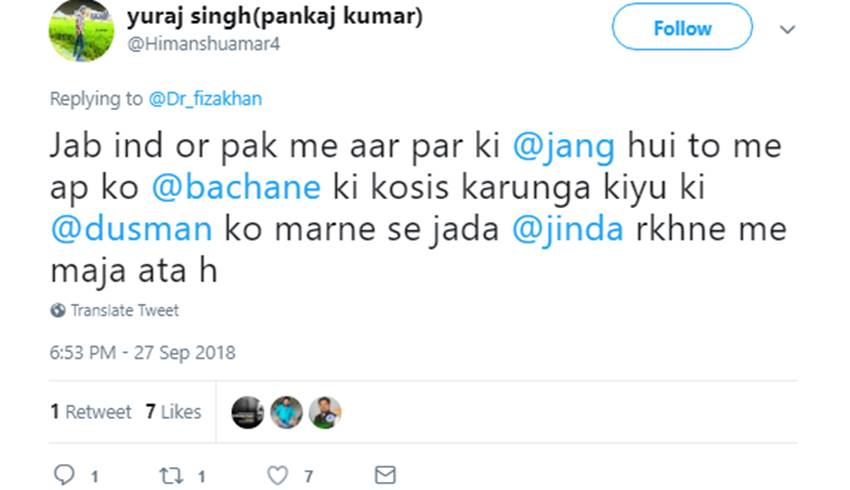 yuraj singh(pankaj kumar)
@Himanshuamar4
Follow
Replying to @Dr_fizakhan
Jab ind or pak me aar par ki @jang hui to me
ap ko @bachane ki kosis karunga kiyu ki
@dusman ko marne se jada @jinda rkhne me
maja ata h
Translate Tweet
6:53 PM - 27 Sep 2018
1 Retweet 7 Likes
1 1 7